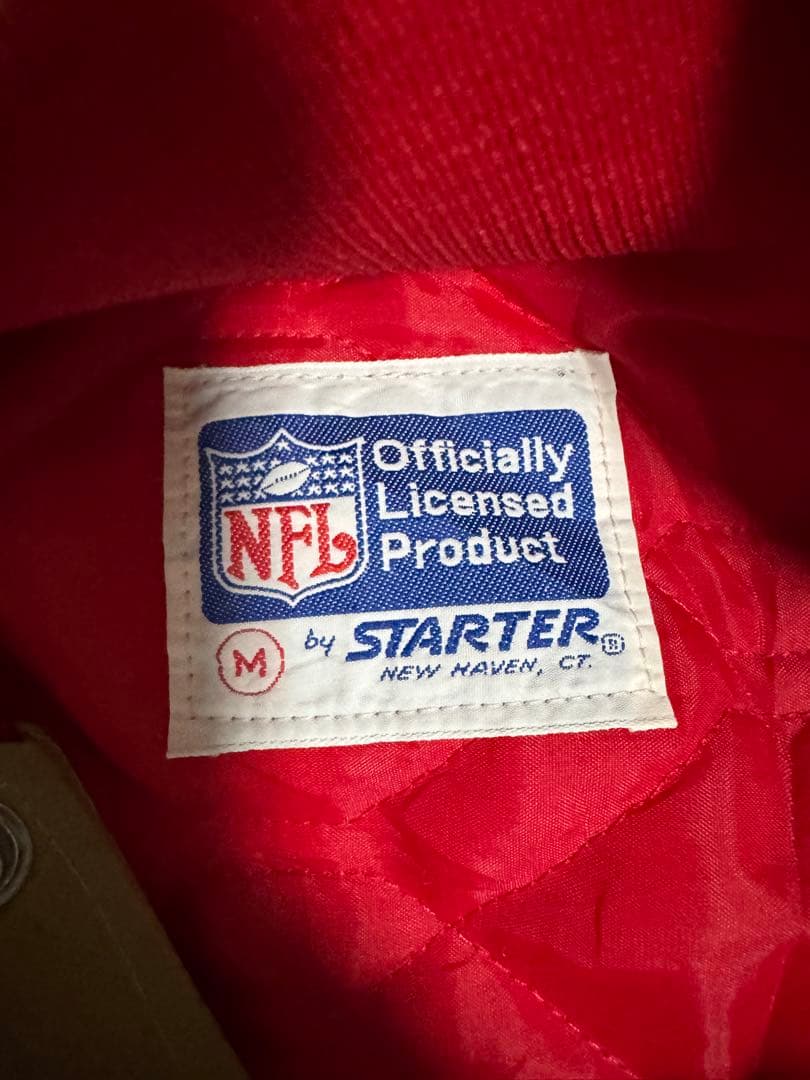 NFL
Officially
Licensed
Product
M
by STARTER®
NEW HAVEN, CT.